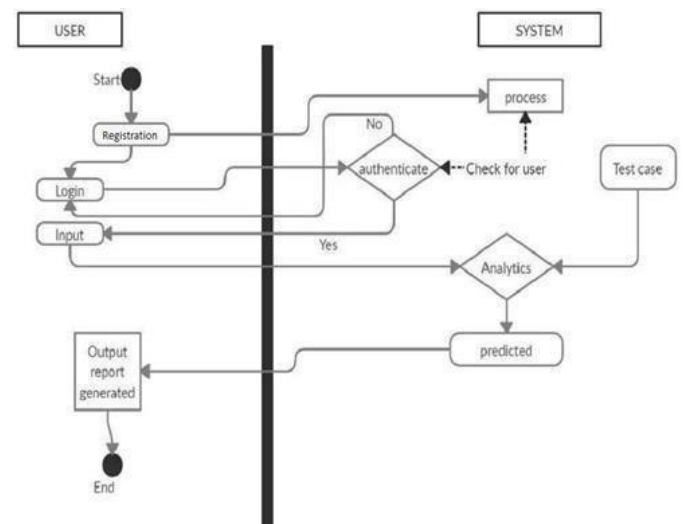 USER
SYSTEM
Start
process
Registration
No
authenticate
Check for user
Test case
Login
Input
Yes
Analytics
Output
report
generated
predicted
End